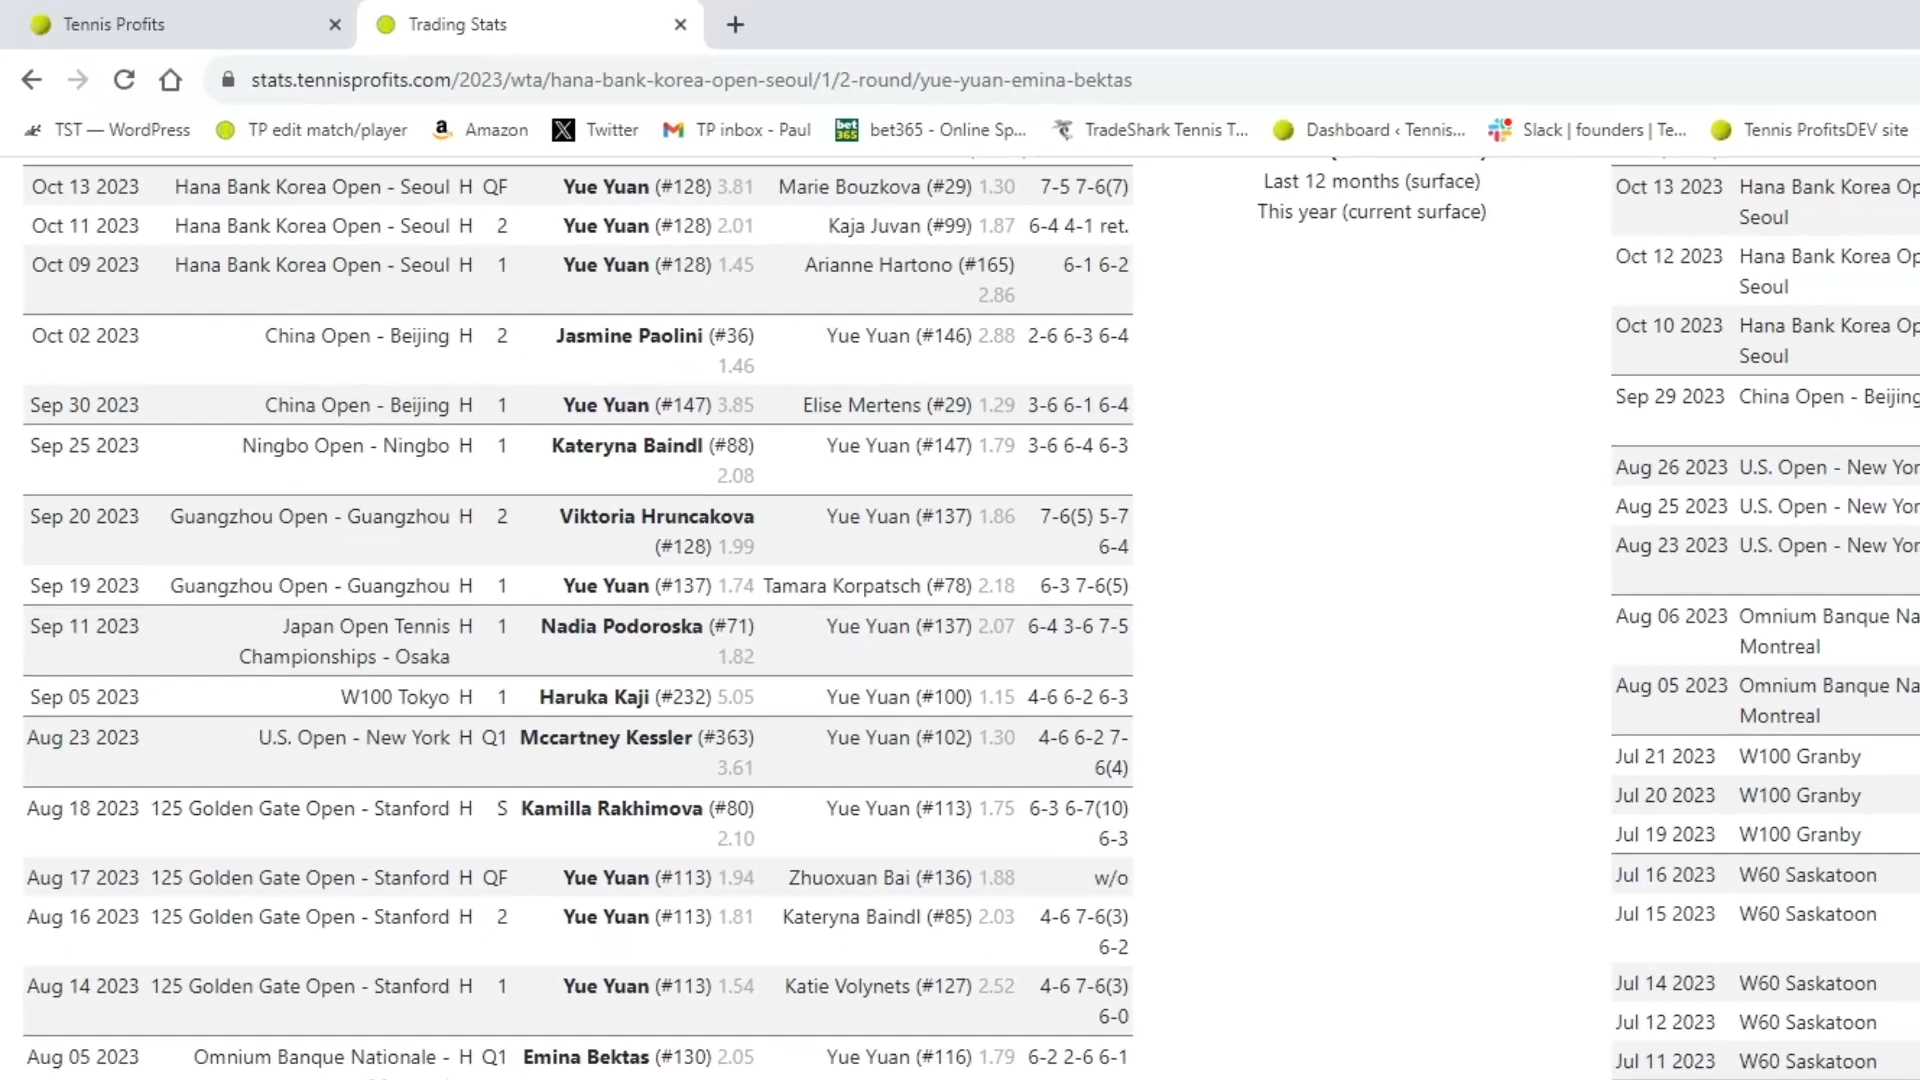 Tennis Profits
Trading Stats
stats.tennisprofits.com/2023/wta/hana-bank-korea-open-seoul/1/2-round/yue-yuan-emina-bektas
TST — WordPress TP edit match/player Amazon Twitter TP inbox - Paul bet365 - Online Sp... TradeShark Tennis T... Dashboard ‹ Tennis... Slack | founders | Te... Tennis ProfitsDEV site
Oct 13 2023 Hana Bank Korea Open - Seoul H QF Yue Yuan (#128) 3.81 Marie Bouzkova (#29) 1.30 7-5 7-6(7)
Oct 11 2023 Hana Bank Korea Open - Seoul H 2 Yue Yuan (#128) 2.01 Kaja Juvan (#99) 1.87 6-4 4-1 ret.
Oct 09 2023 Hana Bank Korea Open - Seoul H 1 Yue Yuan (#128) 1.45 Arianne Hartono (#165) 6-1 6-2
2.86
Oct 02 2023 China Open - Beijing H 2 Jasmine Paolini (#36) Yue Yuan (#146) 2.88 2-6 6-3 6-4
1.46
Sep 30 2023 China Open - Beijing H 1 Yue Yuan (#147) 3.85 Elise Mertens (#29) 1.29 3-6 6-1 6-4
Sep 25 2023 Ningbo Open - Ningbo H 1 Kateryna Baindl (#88) Yue Yuan (#147) 1.79 3-6 6-4 6-3
2.08
Sep 20 2023 Guangzhou Open - Guangzhou H 2 Viktoria Hruncakova Yue Yuan (#137) 1.86 7-6(5) 5-7
(#128) 1.99 6-4
Sep 19 2023 Guangzhou Open - Guangzhou H 1 Yue Yuan (#137) 1.74 Tamara Korpatsch (#78) 2.18 6-3 7-6(5)
Sep 11 2023 Japan Open Tennis H 1 Nadia Podoroska (#71) Yue Yuan (#137) 2.07 6-4 3-6 7-5
Championships - Osaka 1.82
Sep 05 2023 W100 Tokyo H 1 Haruka Kaji (#232) 5.05 Yue Yuan (#100) 1.15 4-6 6-2 6-3
Aug 23 2023 U.S. Open - New York H Q1 Mccartney Kessler (#363) Yue Yuan (#102) 1.30 4-6 6-2 7-
3.61 6(4)
Aug 18 2023 125 Golden Gate Open - Stanford H S Kamilla Rakhimova (#80) Yue Yuan (#113) 1.75 6-3 6-7(10)
2.10 6-3
Aug 17 2023 125 Golden Gate Open - Stanford H QF Yue Yuan (#113) 1.94 Zhuoxuan Bai (#136) 1.88 w/o
Aug 16 2023 125 Golden Gate Open - Stanford H 2 Yue Yuan (#113) 1.81 Kateryna Baindl (#85) 2.03 4-6 7-6(3)
6-2
Aug 14 2023 125 Golden Gate Open - Stanford H 1 Yue Yuan (#113) 1.54 Katie Volynets (#127) 2.52 4-6 7-6(3)
6-0
Aug 05 2023 Omnium Banque Nationale - H Q1 Emina Bektas (#130) 2.05 Yue Yuan (#116) 1.79 6-2 2-6 6-1
Last 12 months (surface)
This year (current surface)
Oct 13 2023 Hana Bank Korea Op
Seoul
Oct 12 2023 Hana Bank Korea Op
Seoul
Oct 10 2023 Hana Bank Korea Op
Seoul
Sep 29 2023 China Open - Beijing
Aug 26 2023 U.S. Open - New Yor
Aug 25 2023 U.S. Open - New Yor
Aug 23 2023 U.S. Open - New Yor
Aug 06 2023 Omnium Banque Na
Montreal
Aug 05 2023 Omnium Banque Na
Montreal
Jul 21 2023 W100 Granby
Jul 20 2023 W100 Granby
Jul 19 2023 W100 Granby
Jul 16 2023 W60 Saskatoon
Jul 15 2023 W60 Saskatoon
Jul 14 2023 W60 Saskatoon
Jul 12 2023 W60 Saskatoon
Jul 11 2023 W60 Saskatoon